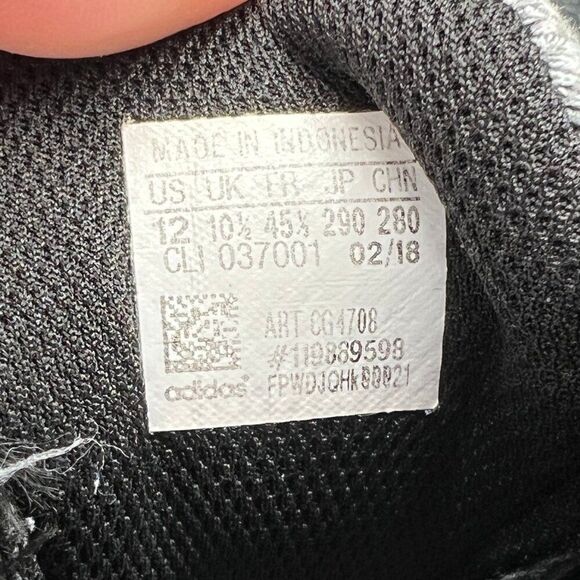 MADE IN INDONESIA
US UK FR JP CHN
12 10½ 45⅓ 290 280
CLI 037001 02/18
ART CG4708
#119889598
adidas